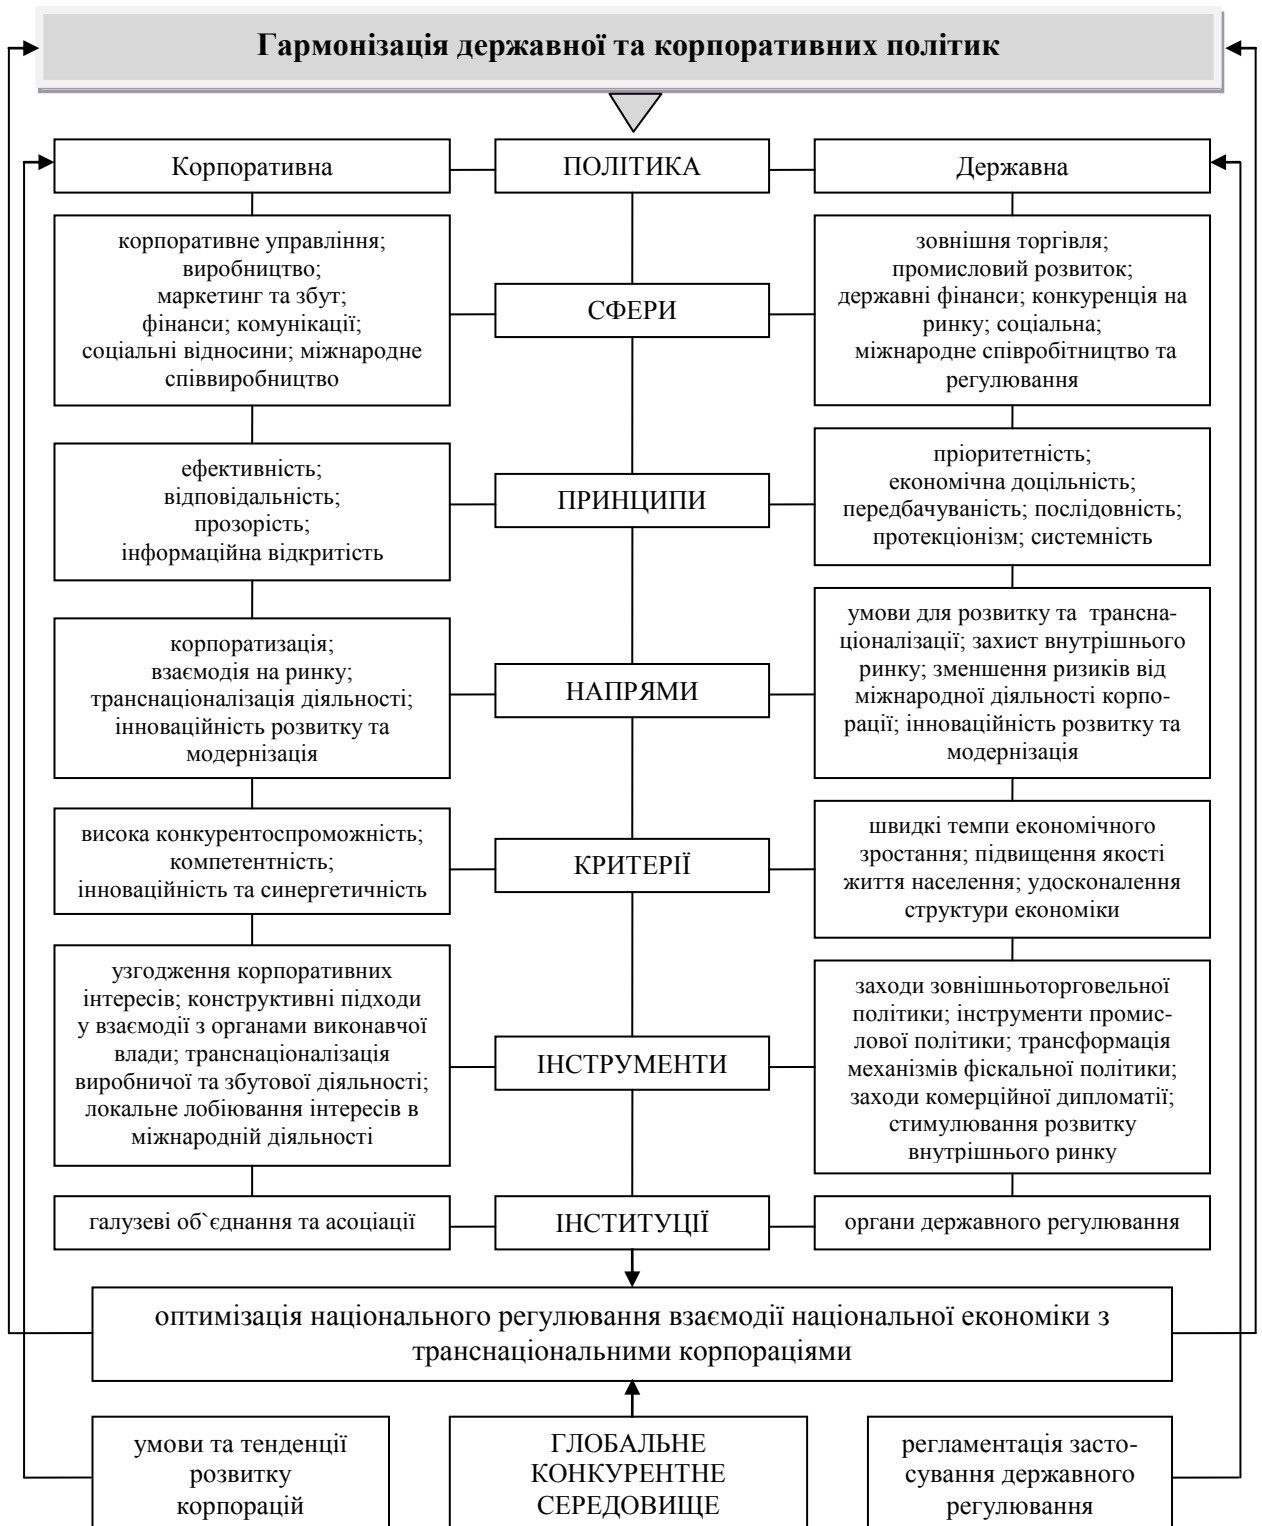 Гармонізація державної та корпоративних політик
Корпоративна
ПОЛІТИКА
Державна
корпоративне управління;
виробництво;
маркетинг та збут;
фінанси; комунікації;
соціальні відносини; міжнародне
співвиробництво
СФЕРИ
зовнішня торгівля;
промисловий розвиток;
державні фінанси; конкуренція на
ринку; соціальна;
міжнародне співробітництво та
регулювання
ефективність;
відповідальність;
прозорість;
інформаційна відкритість
ПРИНЦИПИ
пріоритетність;
економічна доцільність;
передбачуваність; послідовність;
протекціонізм; системність
корпоратизація;
взаємодія на ринку;
транснаціоналізація діяльності;
інноваційність розвитку та
модернізація
НАПРЯМИ
умови для розвитку та трансна-
ціоналізації; захист внутрішнього
ринку; зменшення ризиків від
міжнародної діяльності корпо-
рації; інноваційність розвитку та
модернізація
висока конкурентоспроможність;
компетентність;
інноваційність та синергетичність
КРИТЕРІЇ
швидкі темпи економічного
зростання; підвищення якості
життя населення; удосконалення
структури економіки
узгодження корпоративних
інтересів; конструктивні підходи
у взаємодії з органами виконавчої
влади; транснаціоналізація
виробничої та збутової діяльності;
локальне лобіювання інтересів в
міжнародній діяльності
ІНСТРУМЕНТИ
заходи зовнішньоторговельної
політики; інструменти промис-
лової політики; трансформація
механізмів фіскальної політики;
заходи комерційної дипломатії;
стимулювання розвитку
внутрішнього ринку
галузеві об`єднання та асоціації
ІНСТИТУЦІЇ
органи державного регулювання
оптимізація національного регулювання взаємодії національної економіки з
транснаціональними корпораціями
умови та тенденції
розвитку
корпорацій
ГЛОБАЛЬНЕ
КОНКУРЕНТНЕ
СЕРЕДОВИЩЕ
регламентація засто-
сування державного
регулювання